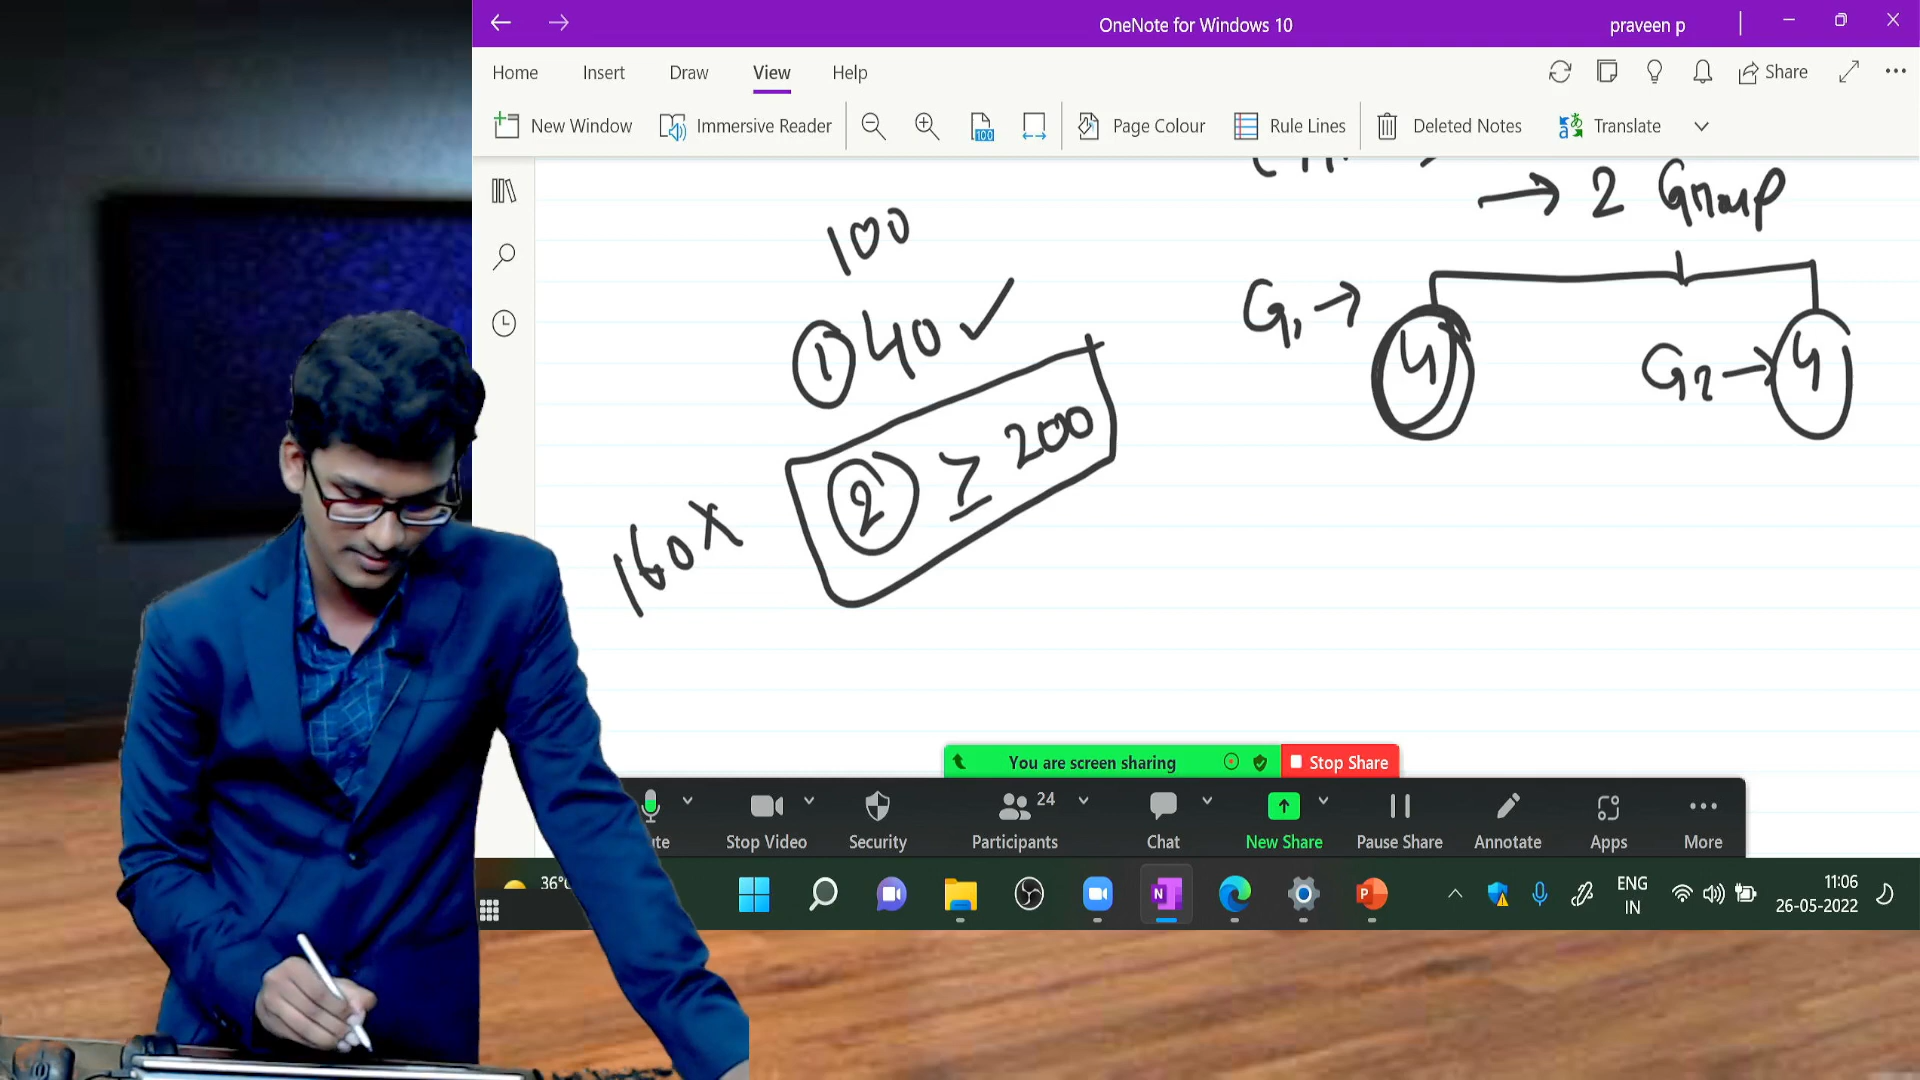 OneNote for Windows 10
praveen p
Home Insert Draw View Help
Share
New Window Immersive Reader 100 Page Colour Rule Lines Deleted Notes Translate
→ 2 Group
100
G1 →
4
G2 →
4
① 40 ✓
② ≥ 200
160 X
You are screen sharing Stop Share
Stop Video Security Participants 24 Chat New Share Pause Share Annotate Apps More
36°
ENG
IN
11:06
26-05-2022